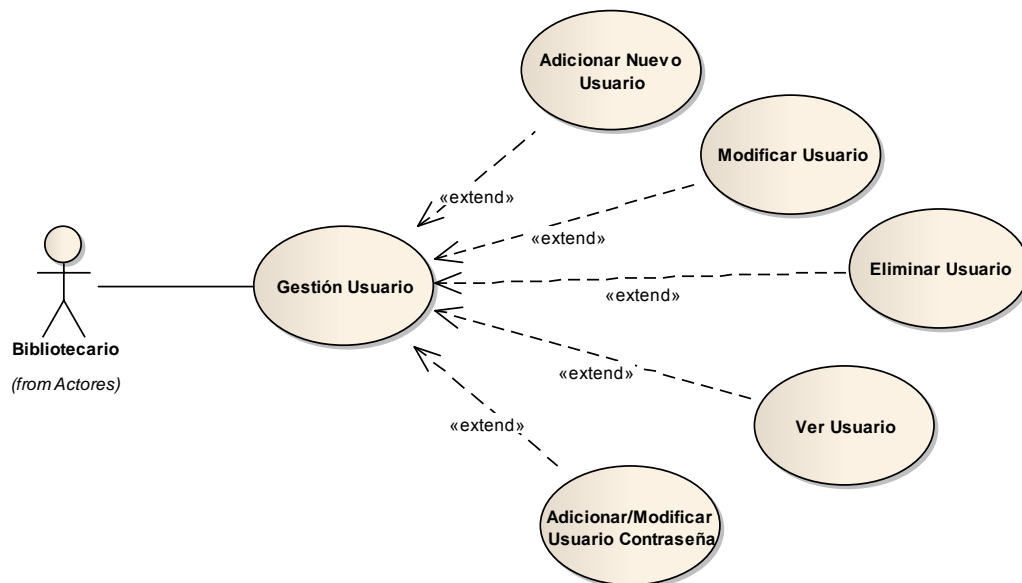 Adicionar Nuevo
Usuario
Modificar Usuario
«extend»
«extend»
Eliminar Usuario
Gestión Usuario
«extend»
Bibliotecario
(from Actores)
«extend»
«extend»
Ver Usuario
Adicionar/Modificar
Usuario Contraseña